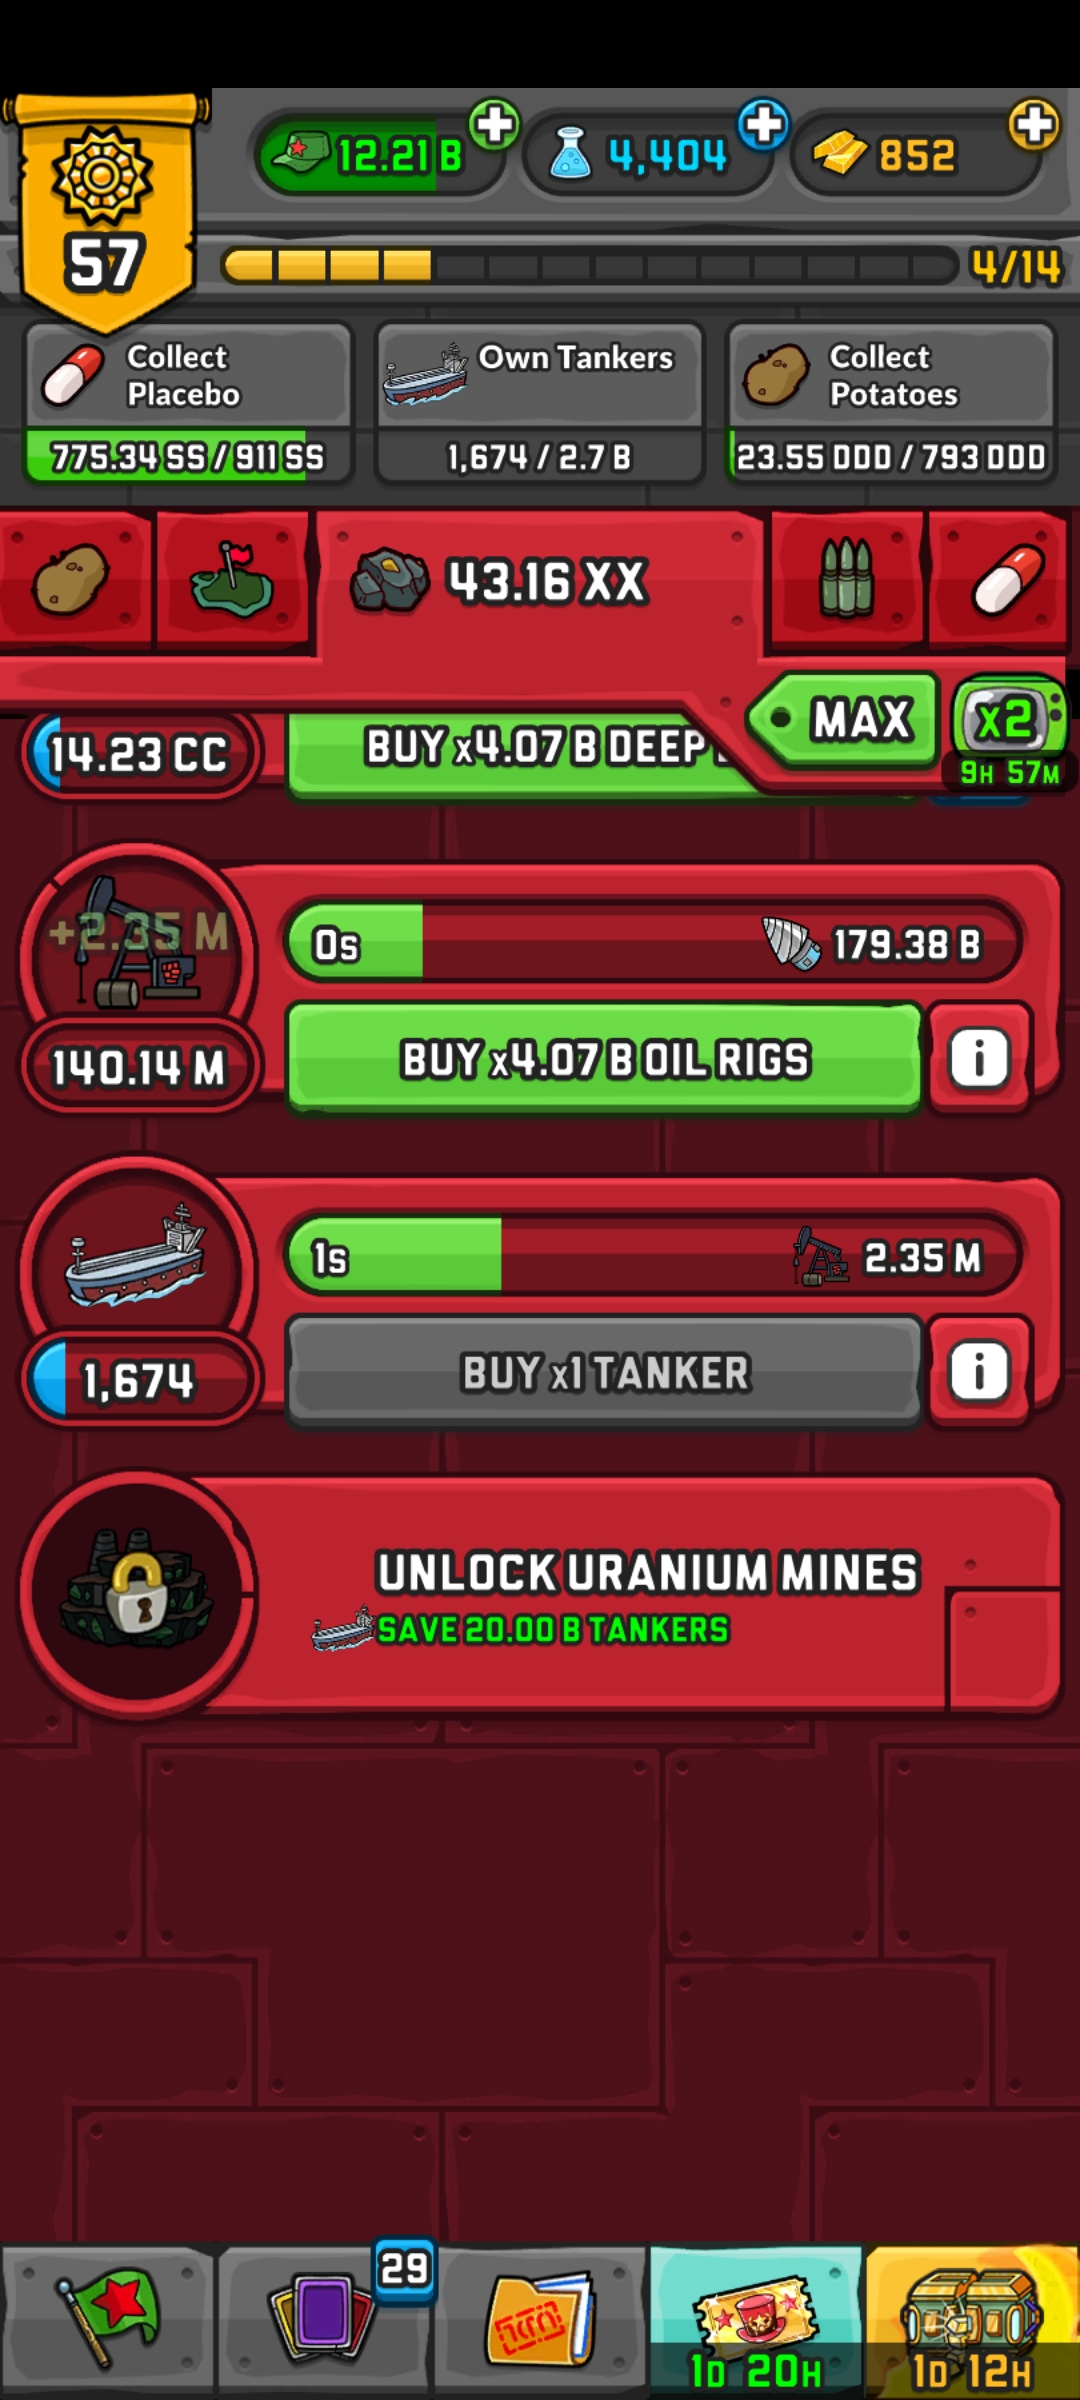 12.21 B
4,404
852
57
4/14
Collect
Placebo
775.34 SS / 911 SS
Own Tankers
1,674 / 2.7 B
Collect
Potatoes
23.55 DDD / 793 DDD
43.16 XX
MAX
x2
9H 57M
14.23 CC
BUY x4.07 B DEEP
+2.35 M
0s
179.38 B
140.14 M
BUY x4.07 B OIL RIGS
i
1s
2.35 M
1,674
BUY x1 TANKER
i
UNLOCK URANIUM MINES
SAVE 20.00 B TANKERS
29
1D 20H
1D 12H